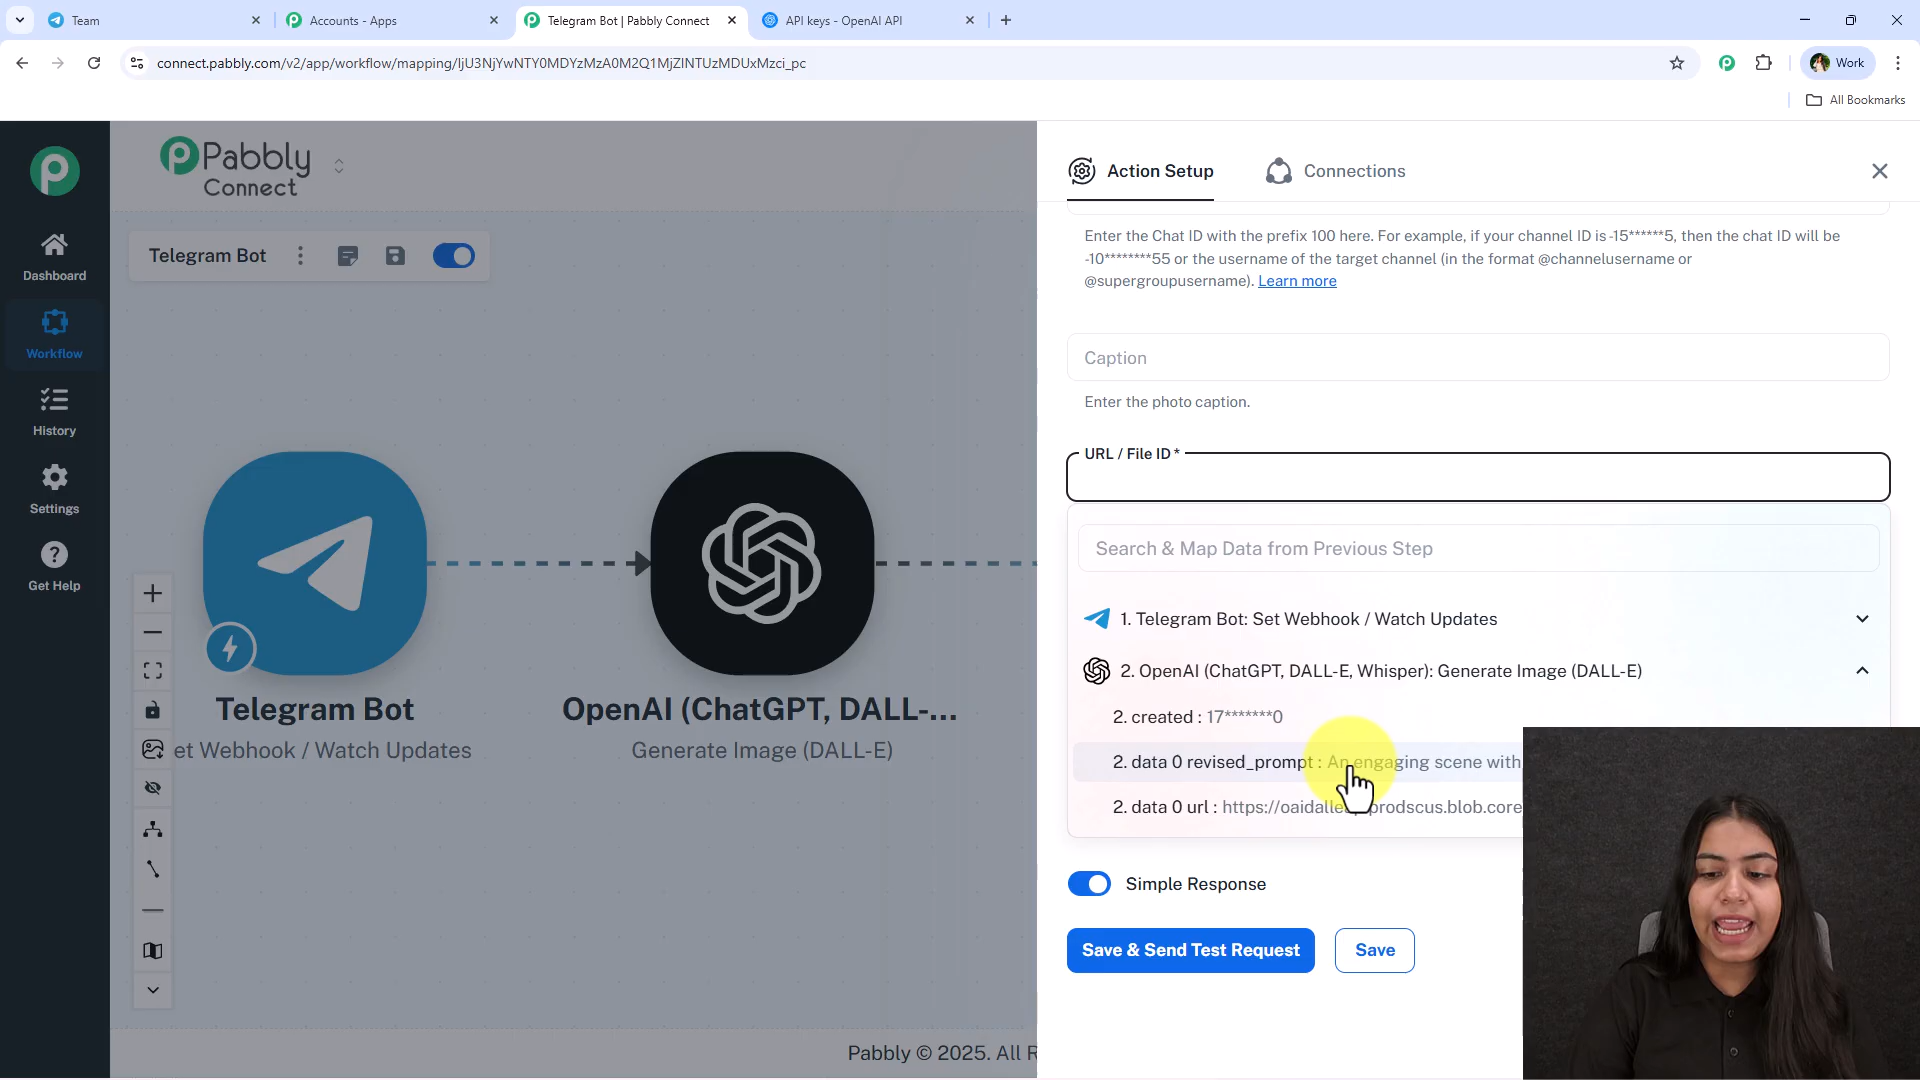 Team
Accounts - Apps
Telegram Bot | Pabbly Connect
API keys - OpenAI API
connect.pabbly.com/v2/app/workflow/mapping/IjU3NjYwNTY0MDYzMzA0M2Q1MjZlNTUzMDUxMzci_pc
Work
All Bookmarks
Pabbly
Connect
Action Setup
Connections
Dashboard
Workflow
History
Settings
Get Help
Telegram Bot
Enter the Chat ID with the prefix 100 here. For example, if your channel ID is -15******5, then the chat ID will be
-10********55 or the username of the target channel (in the format @channelusername or
@supergroupusername). Learn more
Caption
Enter the photo caption.
URL / File ID *
Search & Map Data from Previous Step
1. Telegram Bot: Set Webhook / Watch Updates
2. OpenAI (ChatGPT, DALL-E, Whisper): Generate Image (DALL-E)
2. created : 17*******0
2. data 0 revised_prompt : An engaging scene with
2. data 0 url : https://oaidalle prodscus.blob.core
Simple Response
Save & Send Test Request
Save
Telegram Bot
et Webhook / Watch Updates
OpenAI (ChatGPT, DALL-...
Generate Image (DALL-E)
Pabbly © 2025. All R